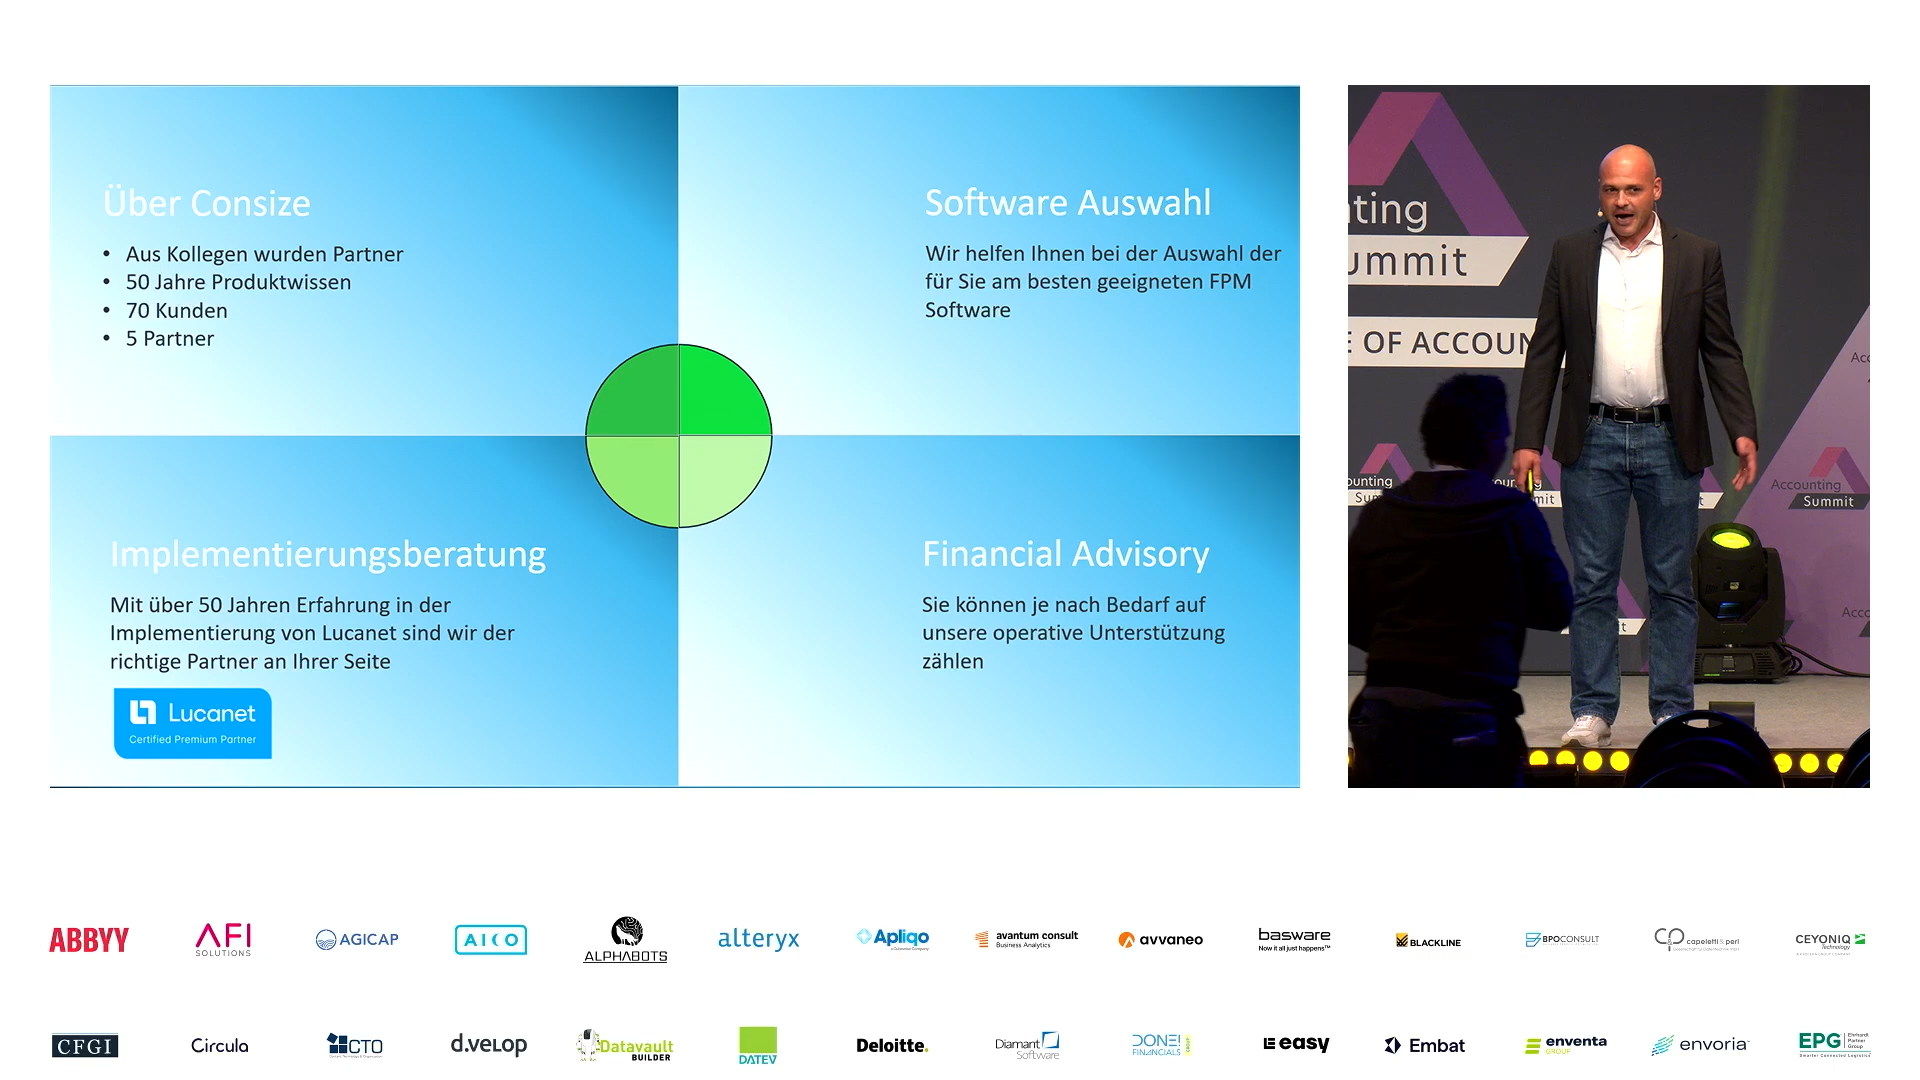 Über Consize
• Aus Kollegen wurden Partner
• 50 Jahre Produktwissen
• 70 Kunden
• 5 Partner
Software Auswahl
Wir helfen Ihnen bei der Auswahl der
für Sie am besten geeigneten FPM
Software
Implementierungsberatung
Mit über 50 Jahren Erfahrung in der
Implementierung von Lucanet sind wir der
richtige Partner an Ihrer Seite
Lucanet
Certified Premium Partner
Financial Advisory
Sie können je nach Bedarf auf
unsere operative Unterstützung
zählen
ting
ummit
E OF ACCOUN
ounting
Accounting
Summit
ABBYY
AFI
SOLUTIONS
AGICAP
AICO
ALPHABOTS
alteryx
Apliqo
avantum consult
Business Analytics
avvaneo
basware
Now it all just happens™
BLACKLINE
BPOCONSULT
capeletti & perl
CEYONIQ
Technology
CFGI
Circula
CTO
d.velop
Datavault
BUILDER
DATEV
Deloitte.
Diamant
Software
DONE!
FINANCIALS
GROUP
easy
Embat
enventa
GROUP
envoria
EPG
Ehrhardt
Partner
Group
Smarter Connected Logistics